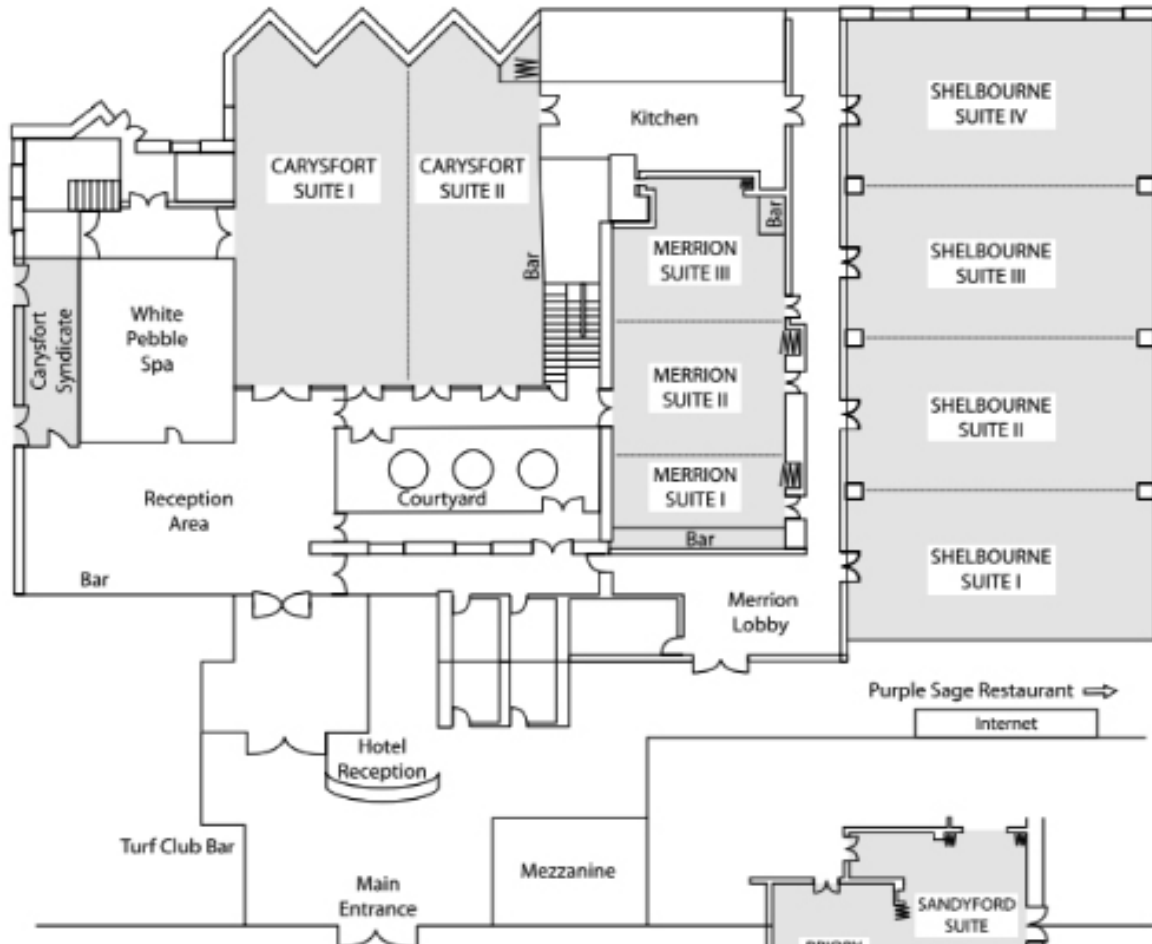 SHELBOURNE
SUITE IV
Kitchen
CARYSFORT
SUITE I
CARYSFORT
SUITE II
Bar
MERRION
SUITE III
SHELBOURNE
SUITE III
Bar
Carysfort
Syndicate
White
Pebble
Spa
MERRION
SUITE II
SHELBOURNE
SUITE II
MERRION
SUITE I
Reception
Area
Courtyard
Bar
SHELBOURNE
SUITE I
Bar
Merrion
Lobby
Purple Sage Restaurant
Internet
Hotel
Reception
Turf Club Bar
Mezzanine
Main
Entrance
SANDYFORD
SUITE